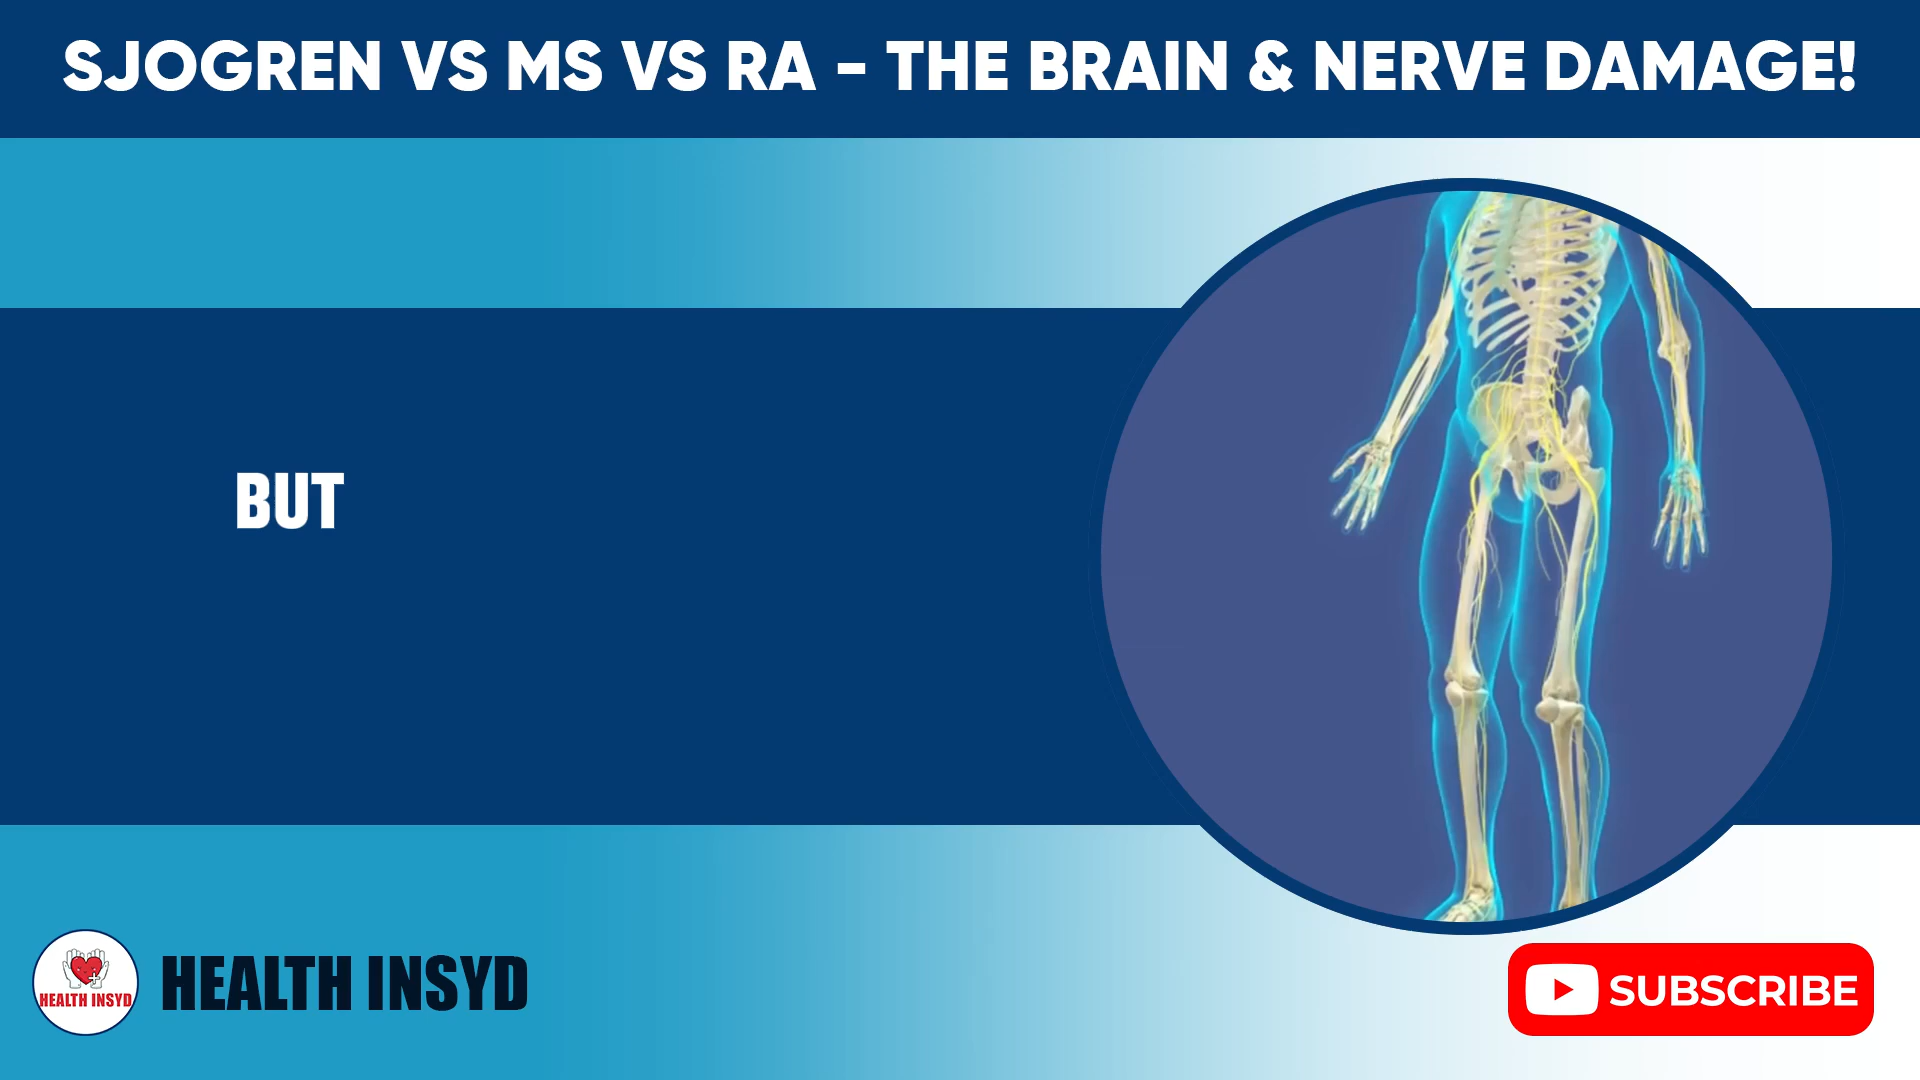 SJOGREN VS MS VS RA - THE BRAIN & NERVE DAMAGE!
BUT
HEALTH INSYD
HEALTH INSYD
SUBSCRIBE